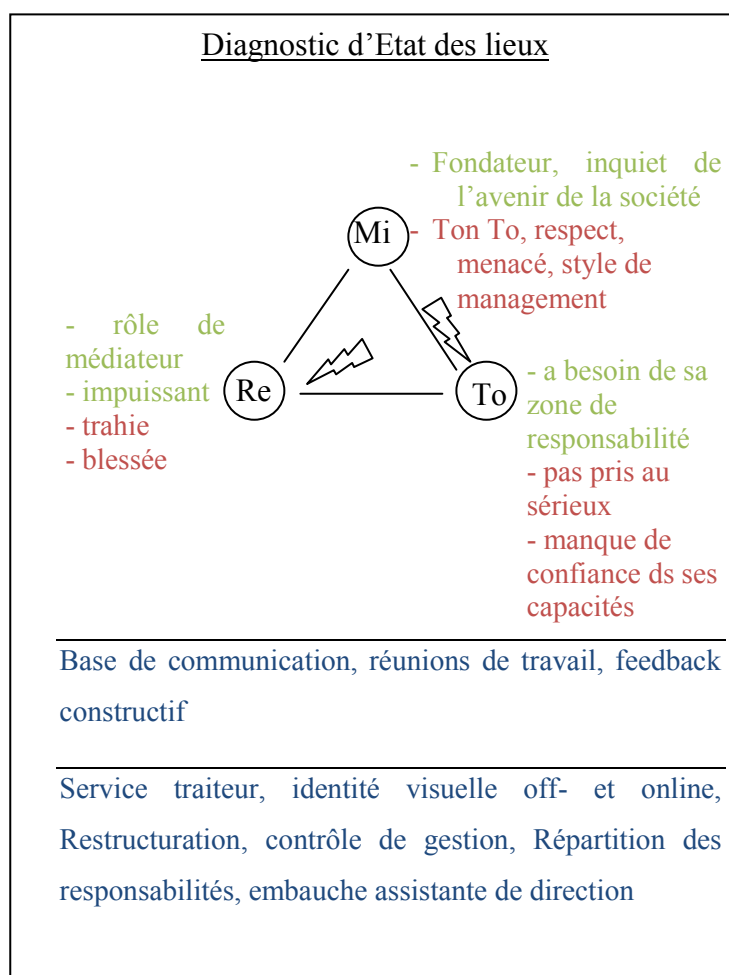 Diagnostic d’Etat des lieux
- Fondateur, inquiet de
l’avenir de la société
- Ton To, respect,
menacé, style de
management
Mi
- rôle de
médiateur
- impuissant
- trahie
- blessée
Re
To
- a besoin de sa
zone de
responsabilité
- pas pris au
sérieux
- manque de
confiance ds ses
capacités
Base de communication, réunions de travail, feedback
constructif
Service traiteur, identité visuelle off- et online,
Restructuration, contrôle de gestion, Répartition des
responsabilités, embauche assistante de direction